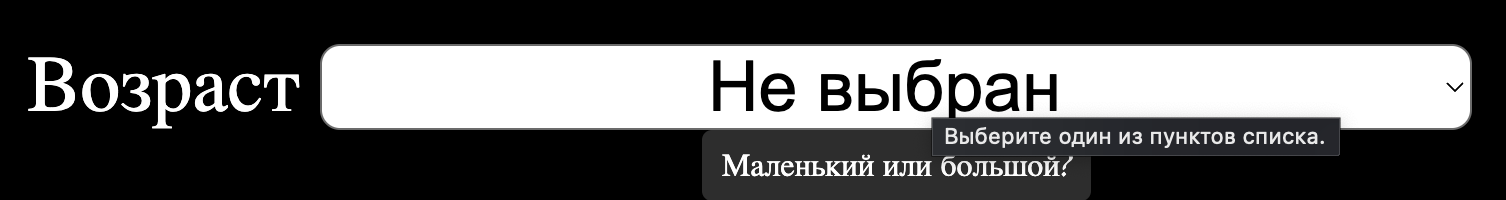 Возраст Не выбран
Выберите один из пунктов списка.
Маленький или большой?